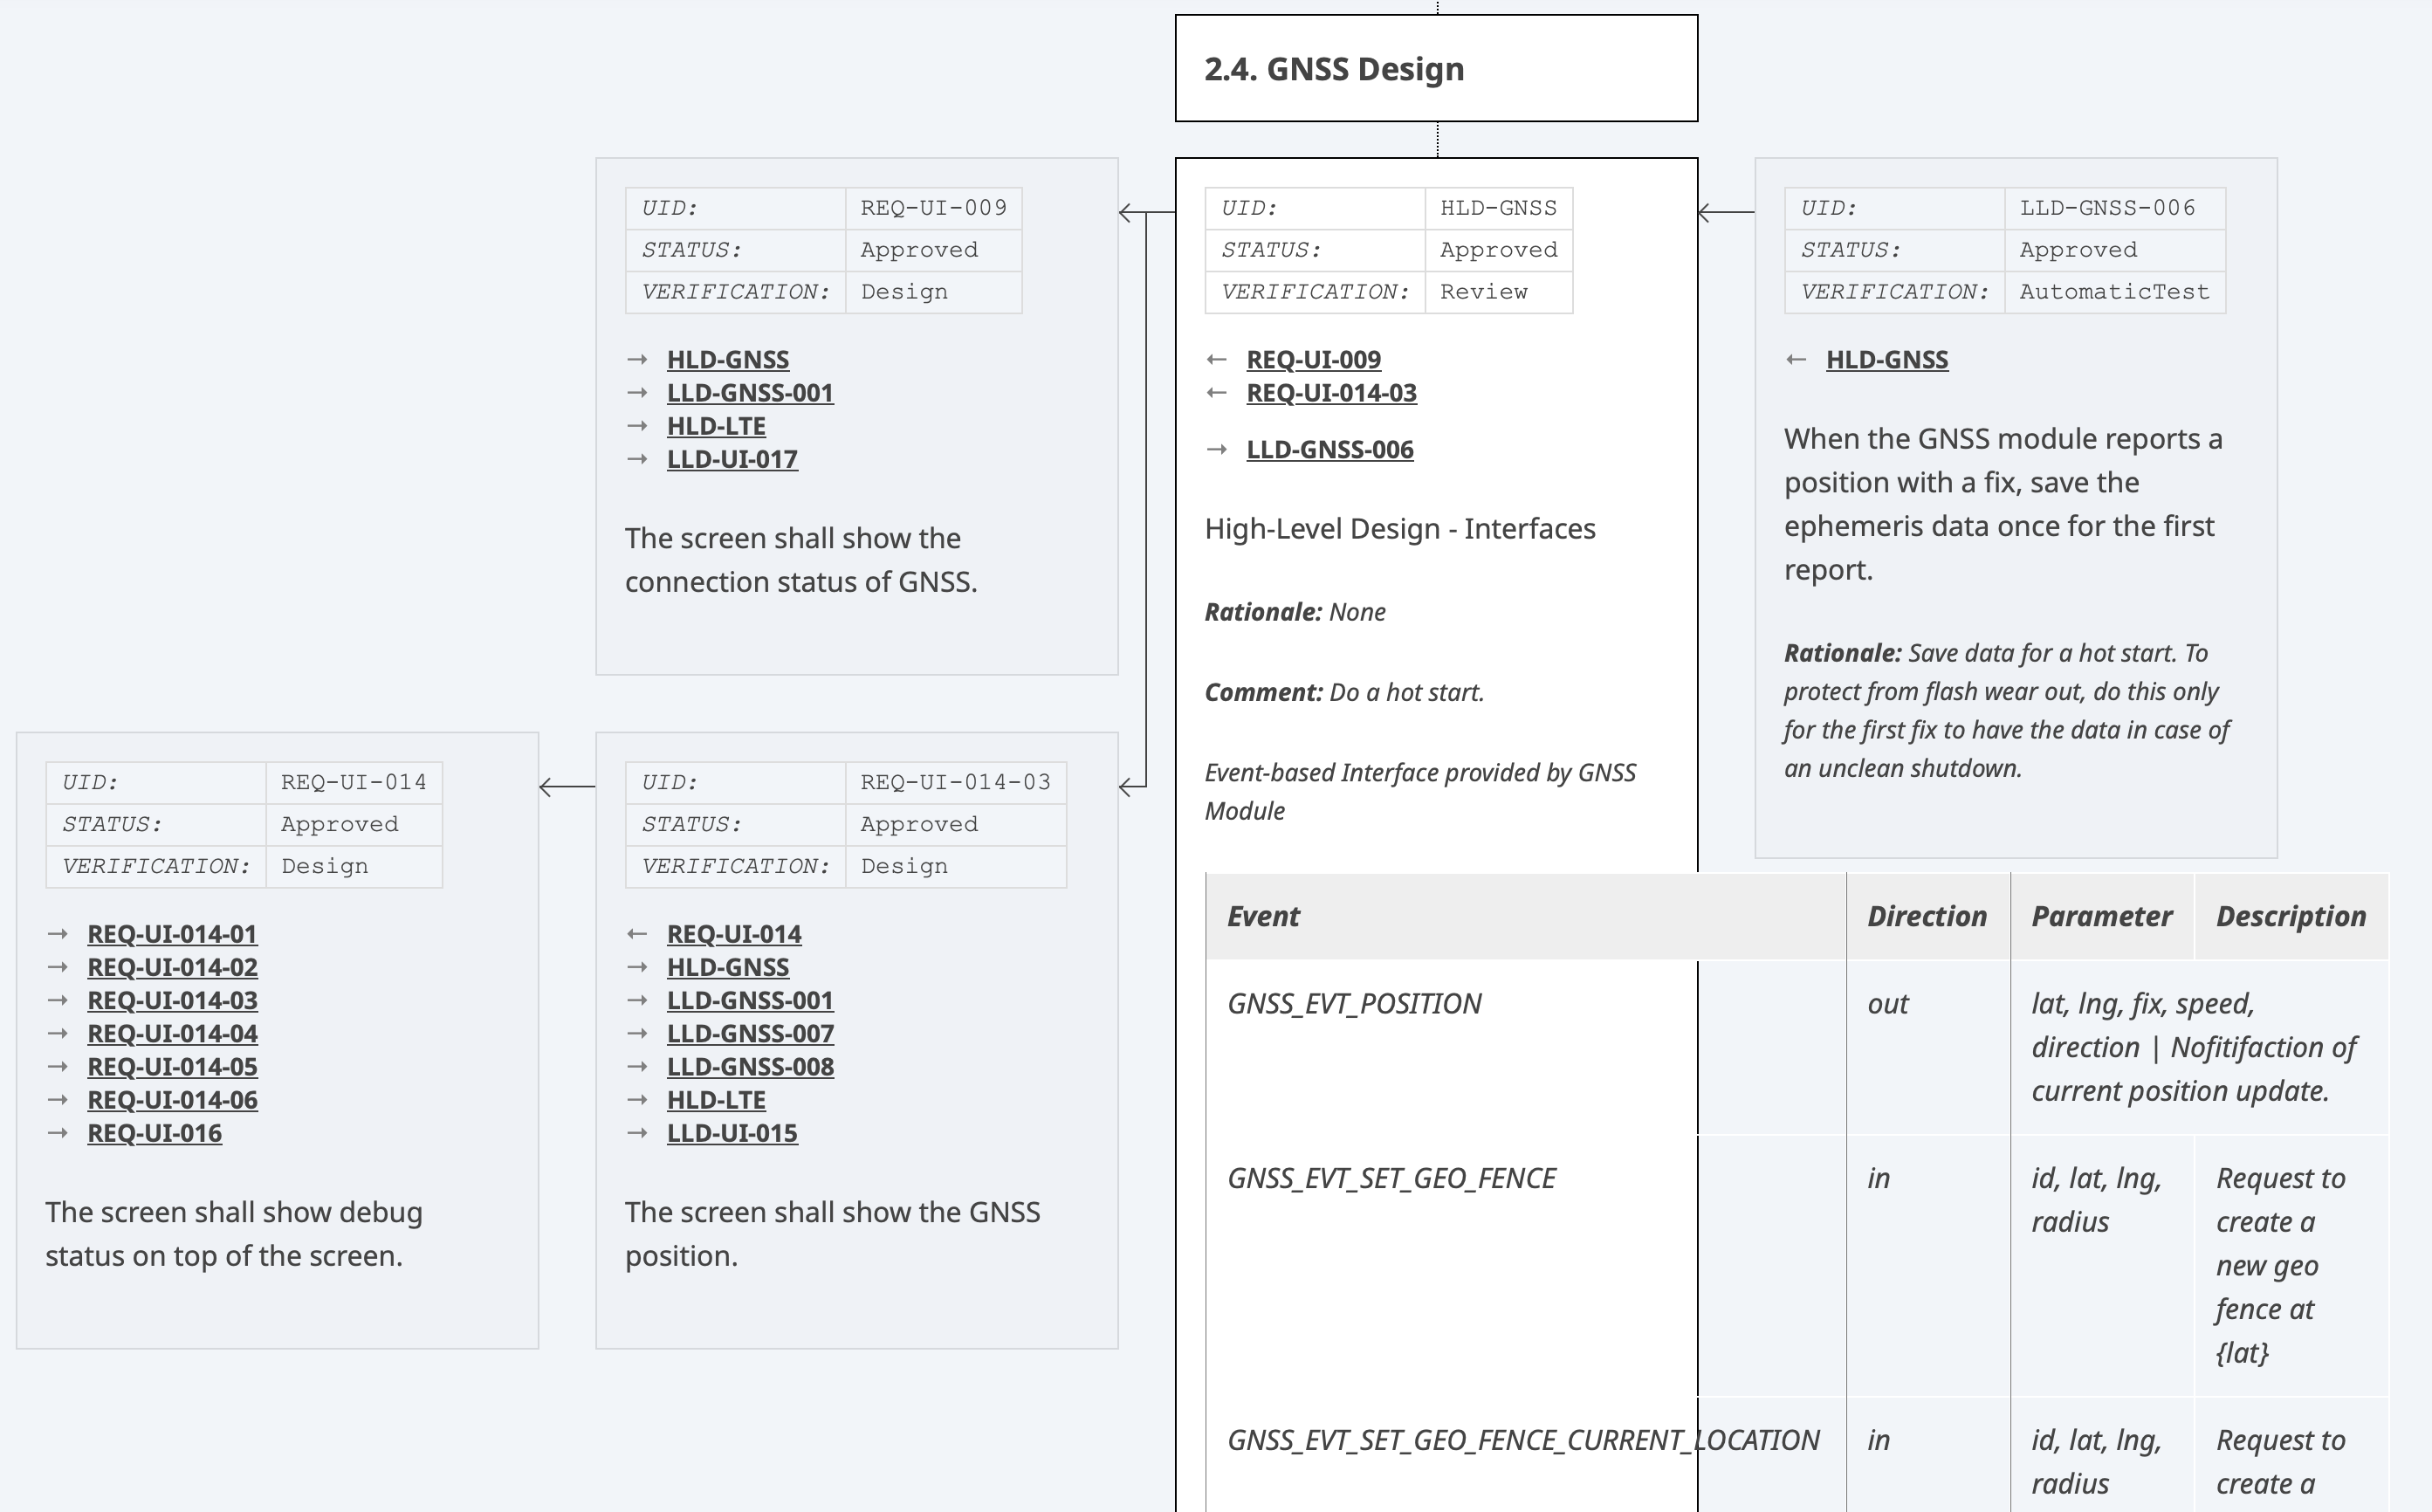 2.4. GNSS Design
UID: REQ-UI-009
STATUS: Approved
VERIFICATION: Design
→ HLD-GNSS
→ LLD-GNSS-001
→ HLD-LTE
→ LLD-UI-017
The screen shall show the
connection status of GNSS.
UID: REQ-UI-014
STATUS: Approved
VERIFICATION: Design
→ REQ-UI-014-01
→ REQ-UI-014-02
→ REQ-UI-014-03
→ REQ-UI-014-04
→ REQ-UI-014-05
→ REQ-UI-014-06
→ REQ-UI-016
The screen shall show debug
status on top of the screen.
UID: REQ-UI-014-03
STATUS: Approved
VERIFICATION: Design
← REQ-UI-014
→ HLD-GNSS
→ LLD-GNSS-001
→ LLD-GNSS-007
→ LLD-GNSS-008
→ HLD-LTE
→ LLD-UI-015
The screen shall show the GNSS
position.
UID: HLD-GNSS
STATUS: Approved
VERIFICATION: Review
← REQ-UI-009
← REQ-UI-014-03
→ LLD-GNSS-006
High-Level Design - Interfaces
Rationale: None
Comment: Do a hot start.
Event-based Interface provided by GNSS
Module
Event Direction Parameter Description
GNSS_EVT_POSITION out lat, lng, fix, speed,
direction | Nofitifaction of
current position update.
GNSS_EVT_SET_GEO_FENCE in id, lat, lng, Request to
radius create a
new geo
fence at
{lat}
GNSS_EVT_SET_GEO_FENCE_CURRENT_LOCATION in id, lat, lng, Request to
radius create a
UID: LLD-GNSS-006
STATUS: Approved
VERIFICATION: AutomaticTest
← HLD-GNSS
When the GNSS module reports a
position with a fix, save the
ephemeris data once for the first
report.
Rationale: Save data for a hot start. To
protect from flash wear out, do this only
for the first fix to have the data in case of
an unclean shutdown.